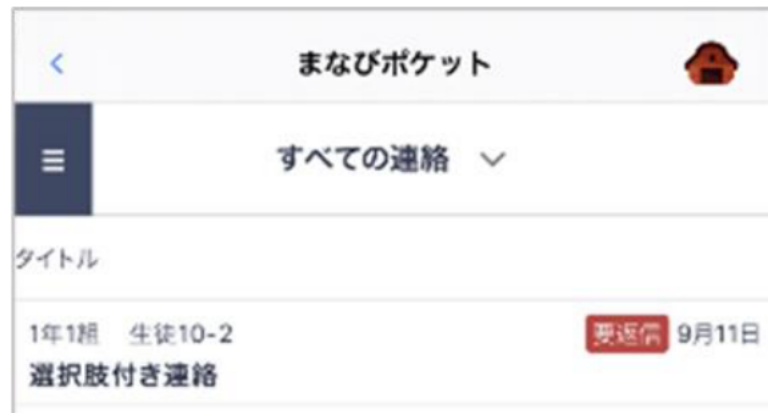 まなびポケット
すべての連絡
タイトル
1年1組 生徒10-2 要返信 9月11日
選択肢付き連絡